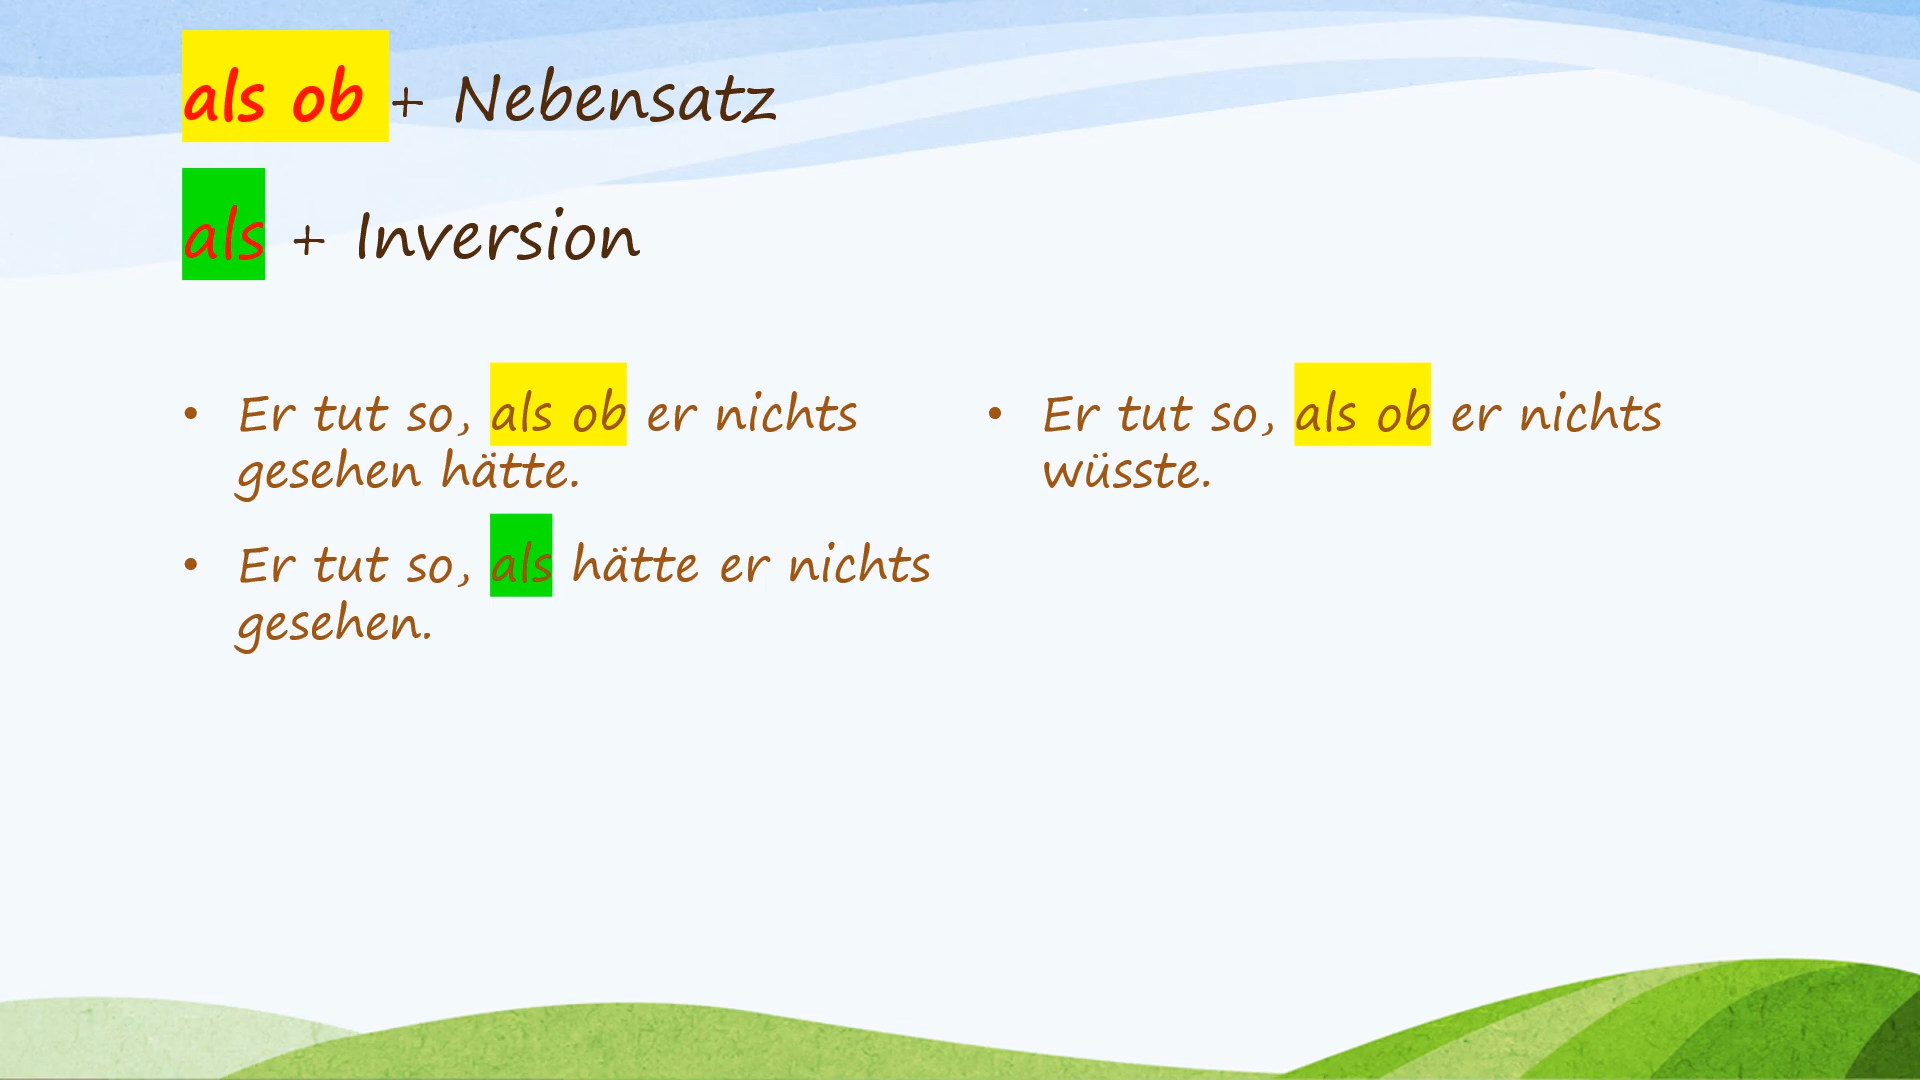 als ob + Nebensatz
als + Inversion
• Er tut so, als ob er nichts
gesehen hätte.
• Er tut so, als hätte er nichts
gesehen.
• Er tut so, als ob er nichts
wüsste.